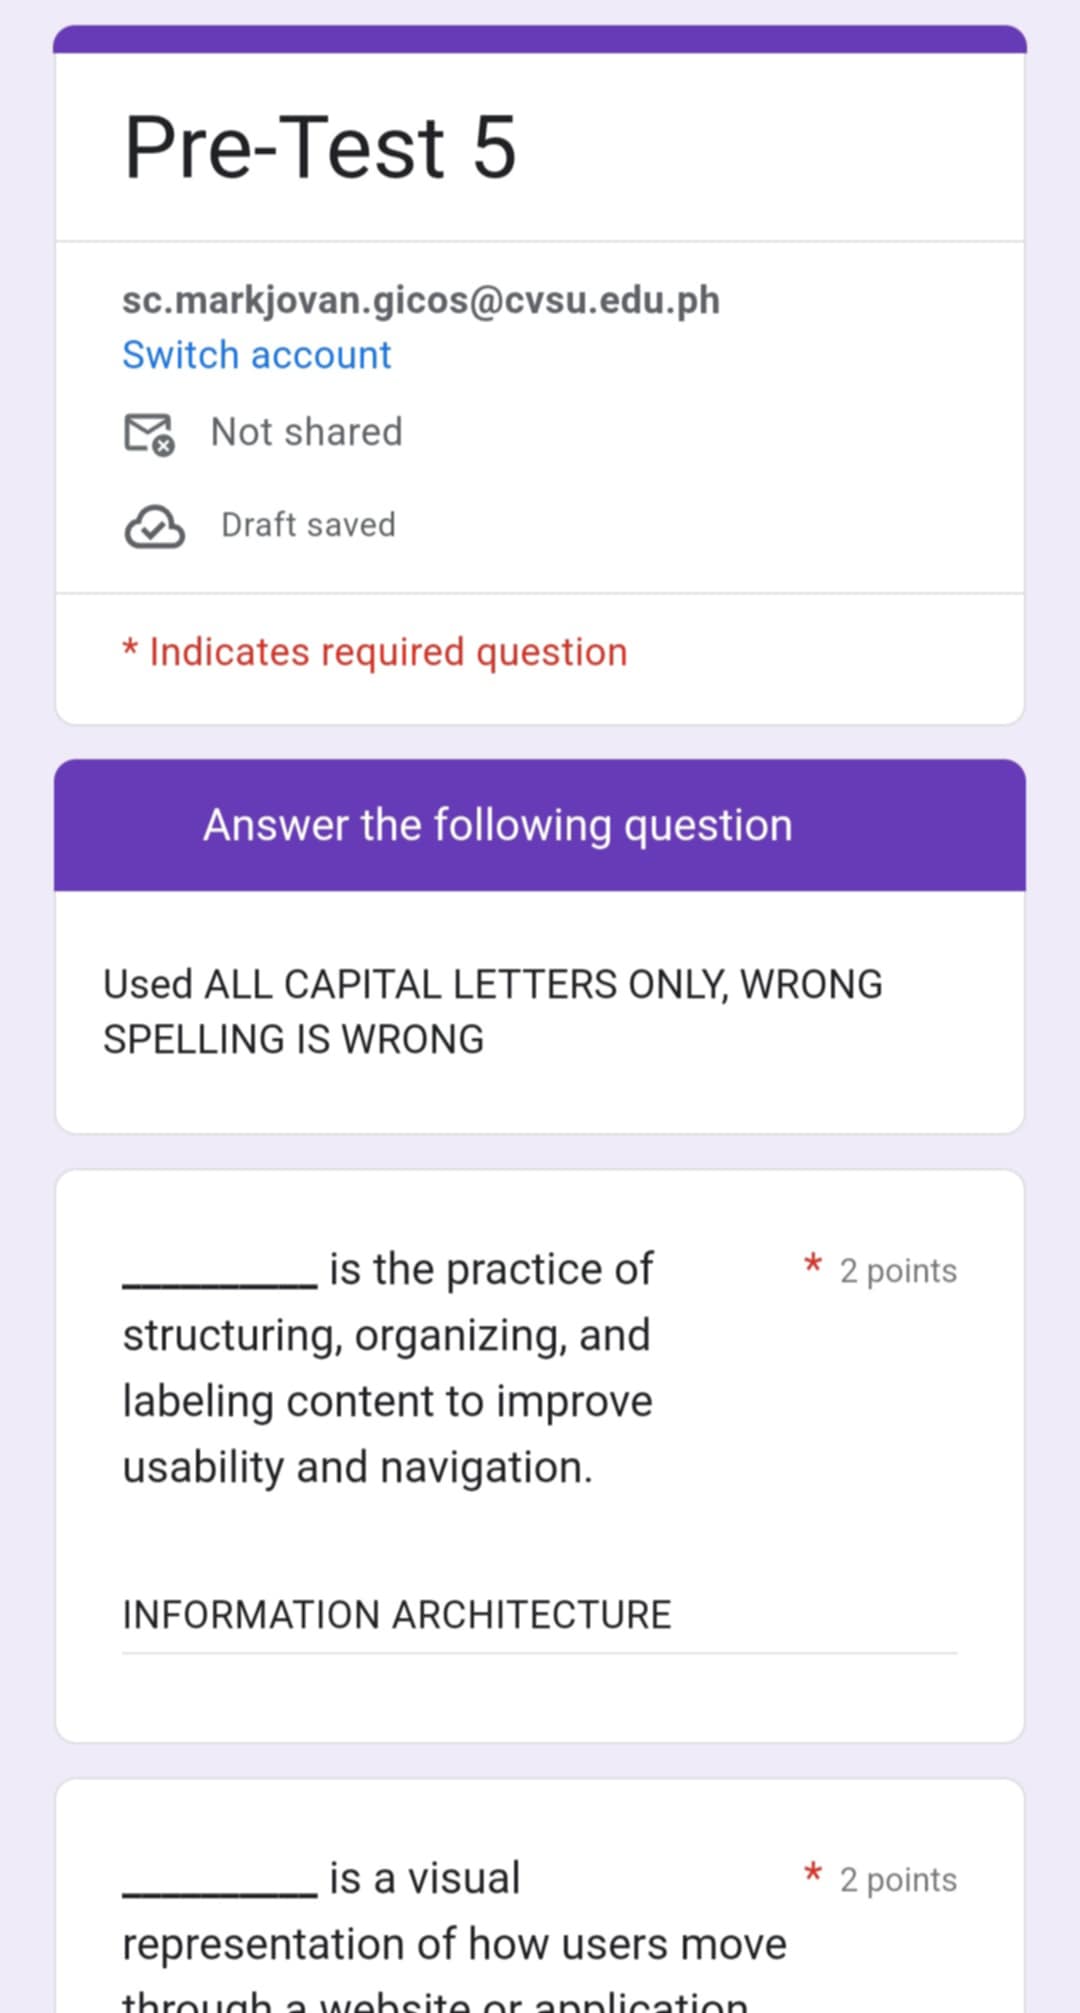 Pre-Test 5
sc.markjovan.gicos@cvsu.edu.ph
Switch account
Not shared
Draft saved
* Indicates required question
Answer the following question
Used ALL CAPITAL LETTERS ONLY, WRONG
SPELLING IS WRONG
__________ is the practice of * 2 points
structuring, organizing, and
labeling content to improve
usability and navigation.
INFORMATION ARCHITECTURE
__________ is a visual * 2 points
representation of how users move
through a website or application